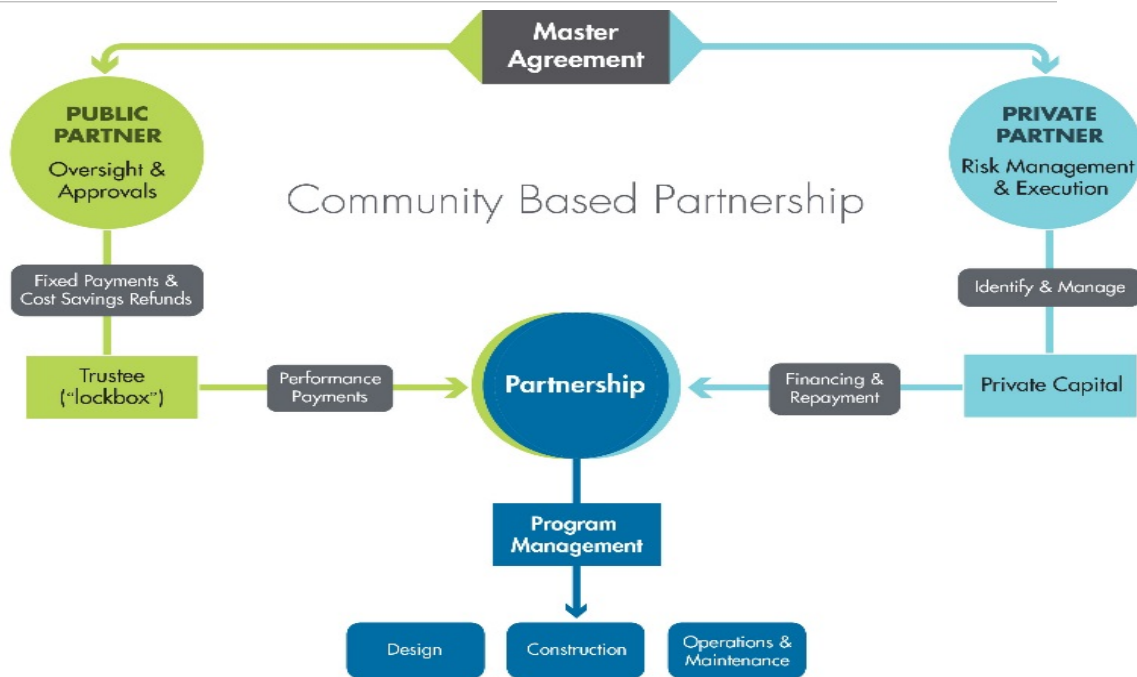 Master
Agreement
PUBLIC
PARTNER
Oversight &
Approvals
PRIVATE
PARTNER
Risk Management
& Execution
Community Based Partnership
Fixed Payments &
Cost Savings Refunds
Identify & Manage
Trustee
("lockbox")
Performance
Payments
Partnership
Financing &
Repayment
Private Capital
Program
Management
Design
Construction
Operations &
Maintenance